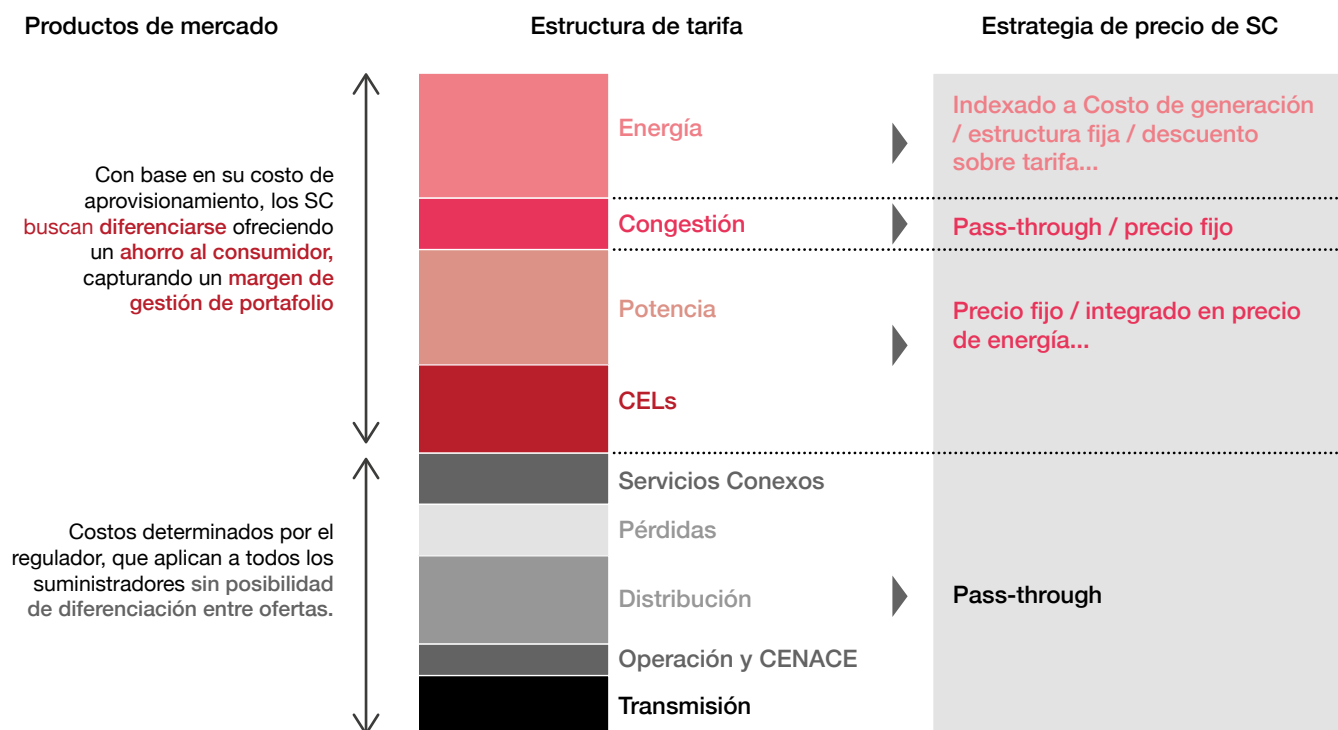 Productos de mercado
Estructura de tarifa
Estrategia de precio de SC
Con base en su costo de
aprovisionamiento, los SC
buscan diferenciarse ofreciendo
un ahorro al consumidor,
capturando un margen de
gestión de portafolio
Energía
Indexado a Costo de generación
/ estructura fija / descuento
sobre tarifa...
Congestión
Pass-through / precio fijo
Potencia
Precio fijo / integrado en precio
de energía...
CELs
Costos determinados por el
regulador, que aplican a todos los
suministradores sin posibilidad
de diferenciación entre ofertas.
Servicios Conexos
Pérdidas
Distribución
Pass-through
Operación y CENACE
Transmisión